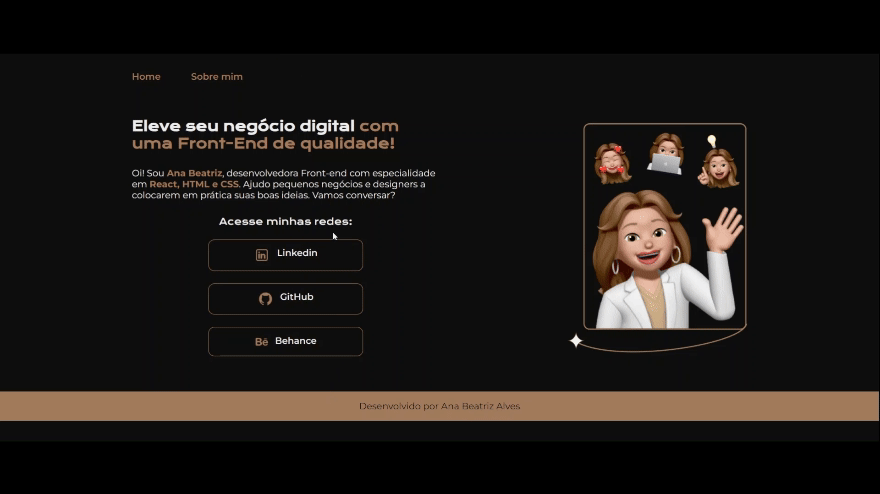 Home
Sobre mim
Eleve seu negócio digital com
uma Front-End de qualidade!
Oi! Sou Ana Beatriz, desenvolvedora Front-end com especialidade
em React, HTML e CSS. Ajudo pequenos negócios e designers a
colocarem em prática suas boas ideias. Vamos conversar?
Acesse minhas redes:
in Linkedin
GitHub
Bē Behance
Desenvolvido por Ana Beatriz Alves